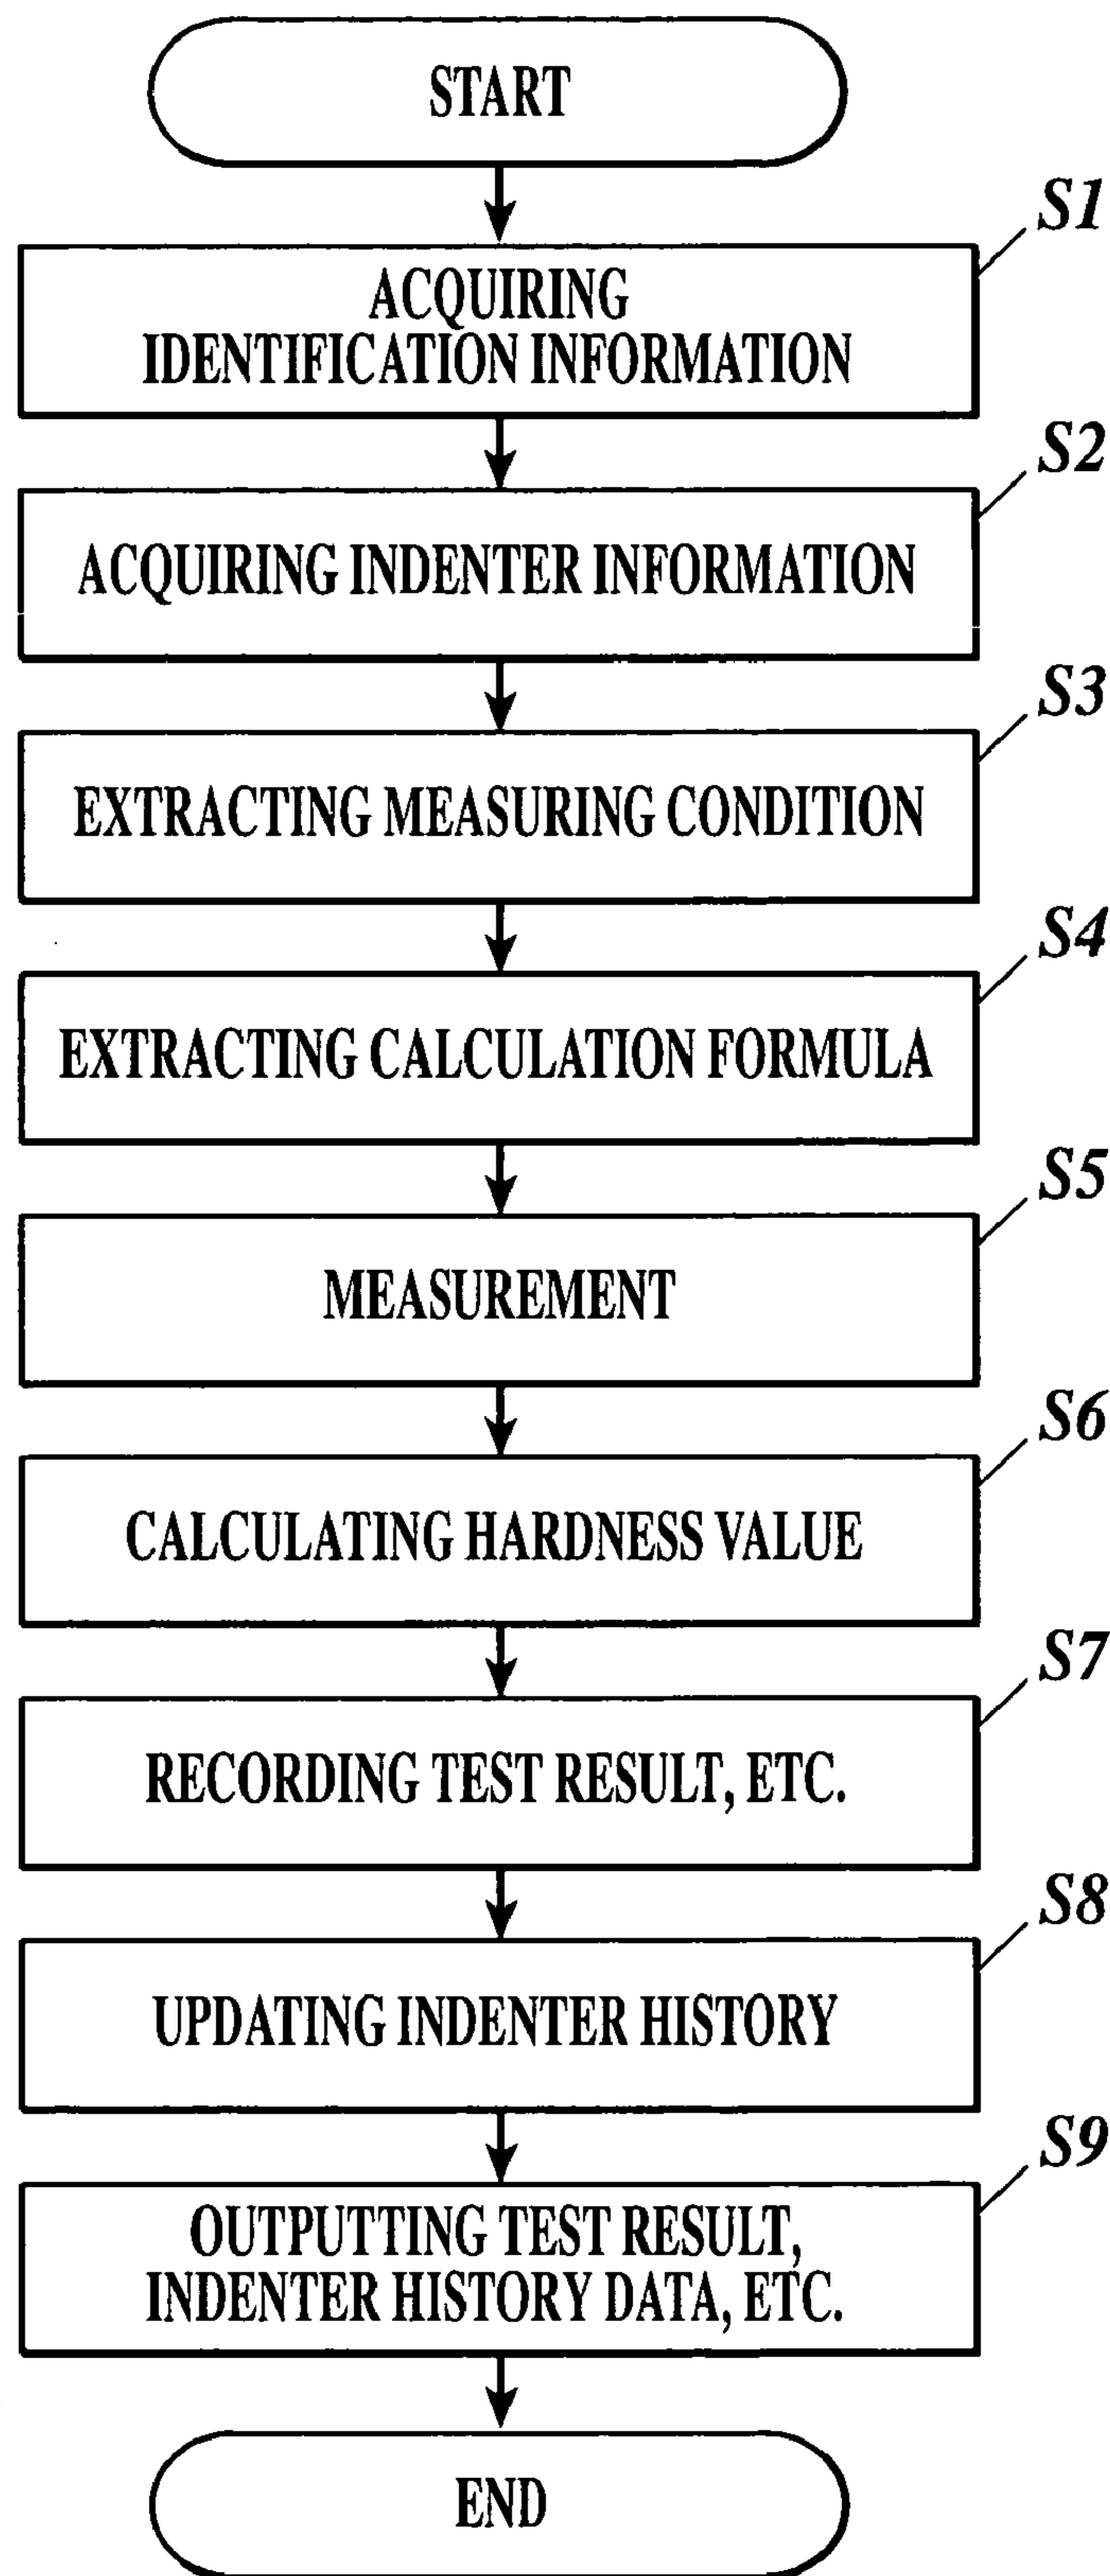 START
S1
ACQUIRING
IDENTIFICATION INFORMATION
S2
ACQUIRING INDENTER INFORMATION
S3
EXTRACTING MEASURING CONDITION
S4
EXTRACTING CALCULATION FORMULA
S5
MEASUREMENT
S6
CALCULATING HARDNESS VALUE
S7
RECORDING TEST RESULT, ETC.
S8
UPDATING INDENTER HISTORY
S9
OUTPUTTING TEST RESULT,
INDENTER HISTORY DATA, ETC.
END